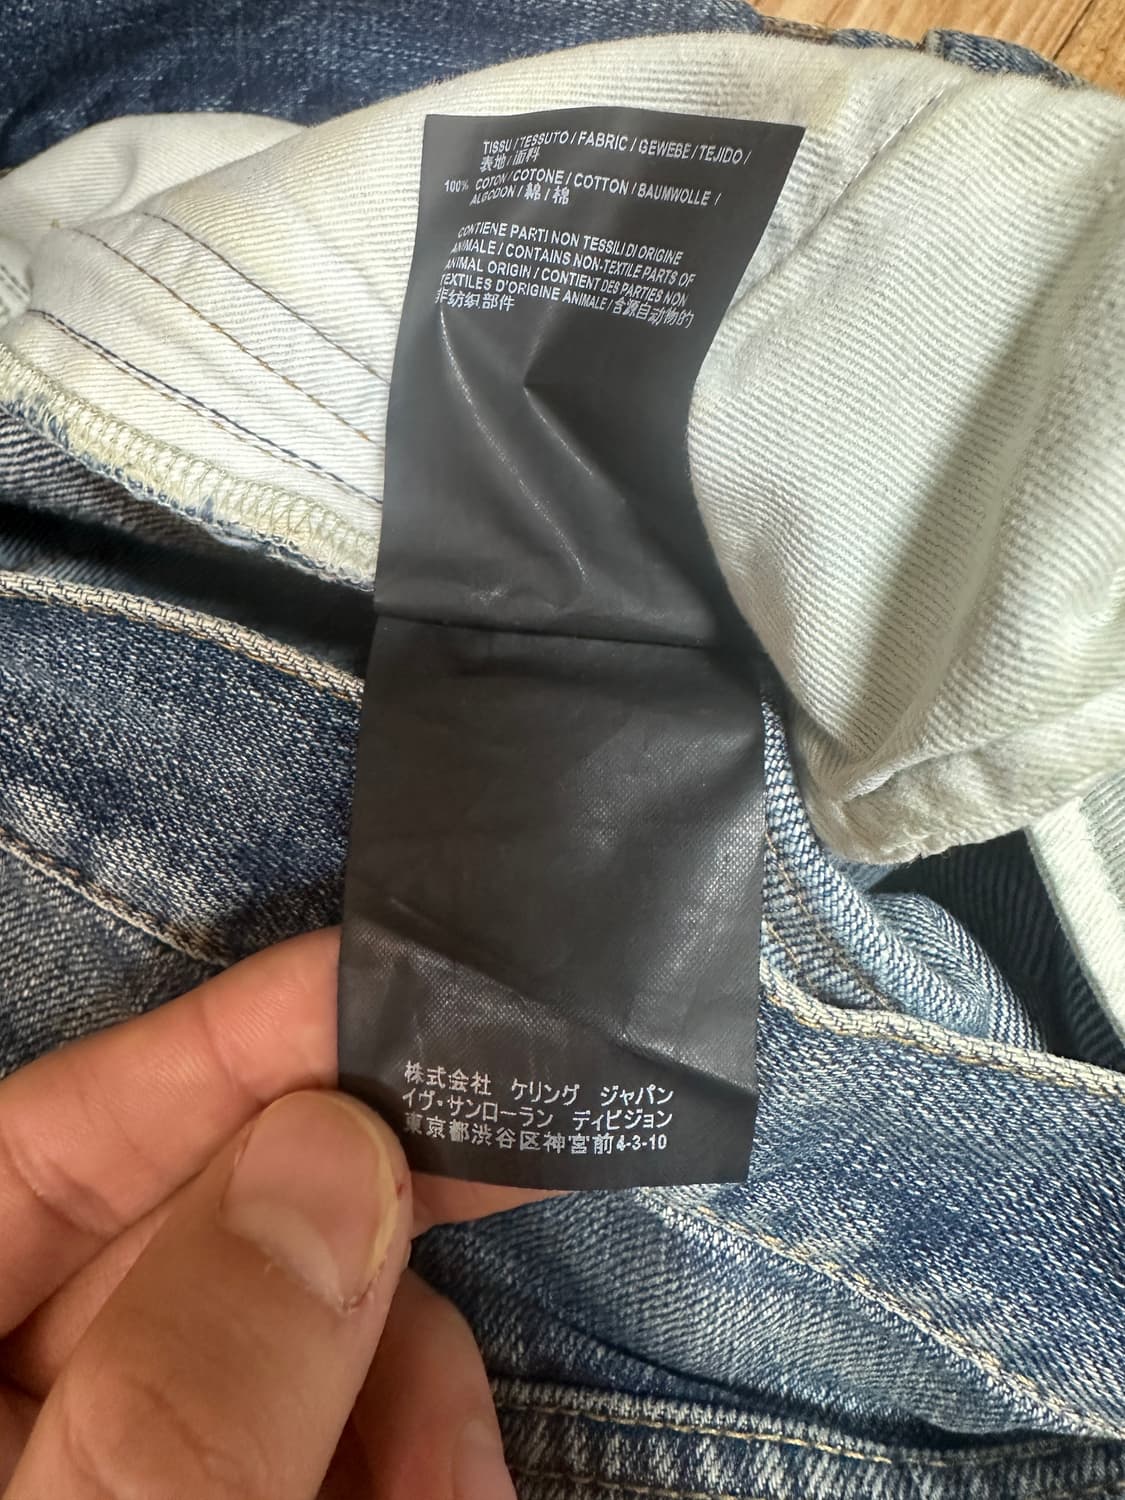 TISSU / TESSUTO / FABRIC / GEWEBE / TEJIDO /
表地 / 面料
100% COTON / COTONE / COTTON / BAUMWOLLE /
ALGODON / 綿 / 棉
CONTIENE PARTI NON TESSILI DI ORIGINE
ANIMALE / CONTAINS NON-TEXTILE PARTS OF
ANIMAL ORIGIN / CONTIENT DES PARTIES NON
TEXTILES D'ORIGINE ANIMALE / 含源自动物的
非纺织部件
株式会社 ケリング ジャパン
イヴ・サンローラン ディビジョン
東京都渋谷区神宮前4-3-10